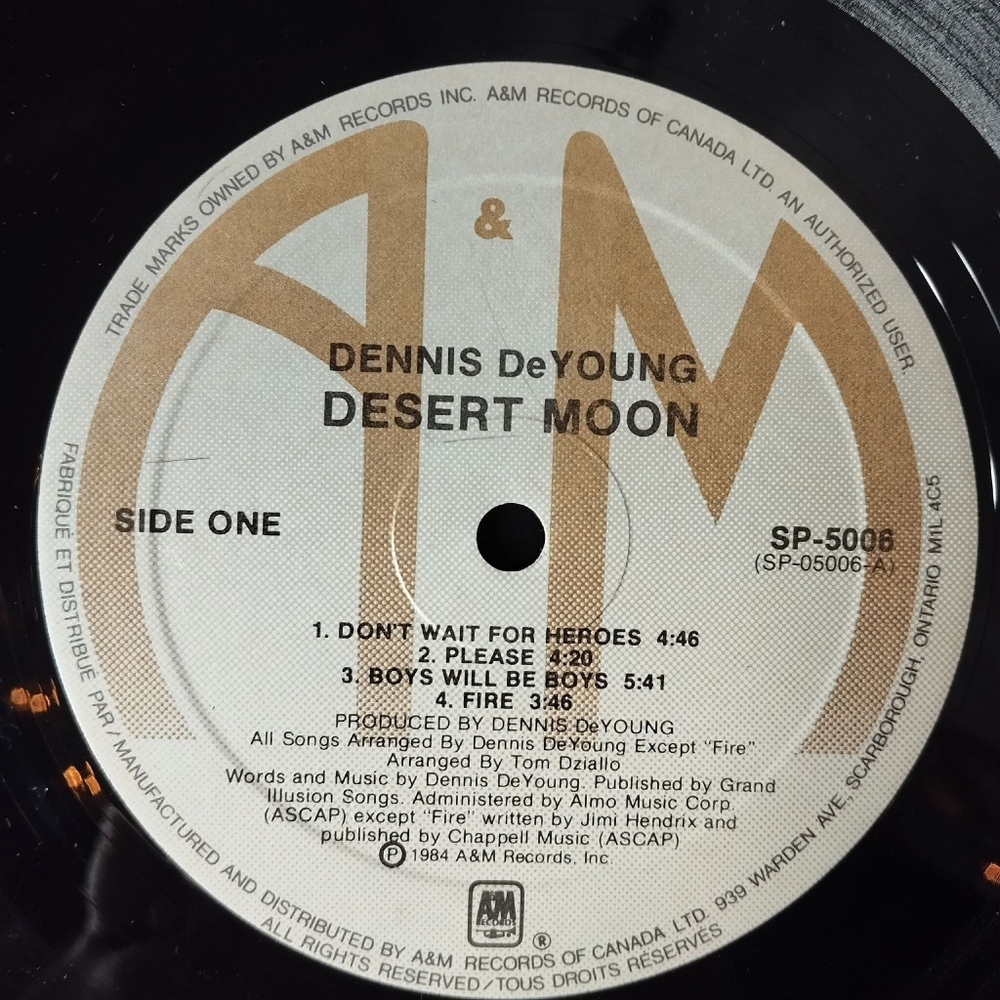 TRADE MARKS OWNED BY A&M RECORDS INC. A&M RECORDS OF CANADA LTD. AN AUTHORIZED USER.
A & M
DENNIS DeYOUNG
DESERT MOON
SIDE ONE
SP-5006
(SP-05006-A)
1. DON'T WAIT FOR HEROES 4:46
2. PLEASE 4:20
3. BOYS WILL BE BOYS 5:41
4. FIRE 3:46
PRODUCED BY DENNIS DeYOUNG
All Songs Arranged By Dennis DeYoung Except "Fire"
Arranged By Tom Dziallo
Words and Music by Dennis DeYoung. Published by Grand
Illusion Songs. Administered by Almo Music Corp.
(ASCAP) except "Fire" written by Jimi Hendrix and
published by Chappell Music (ASCAP)
℗ 1984 A&M Records, Inc.
A&M
RECORDS
®
FABRIQUÉ ET DISTRIBUÉ PAR / MANUFACTURED AND DISTRIBUTED BY A&M RECORDS OF CANADA LTD. 939 WARDEN AVE., SCARBOROUGH, ONTARIO M1L 4C5
ALL RIGHTS RESERVED/TOUS DROITS RÉSERVÉS